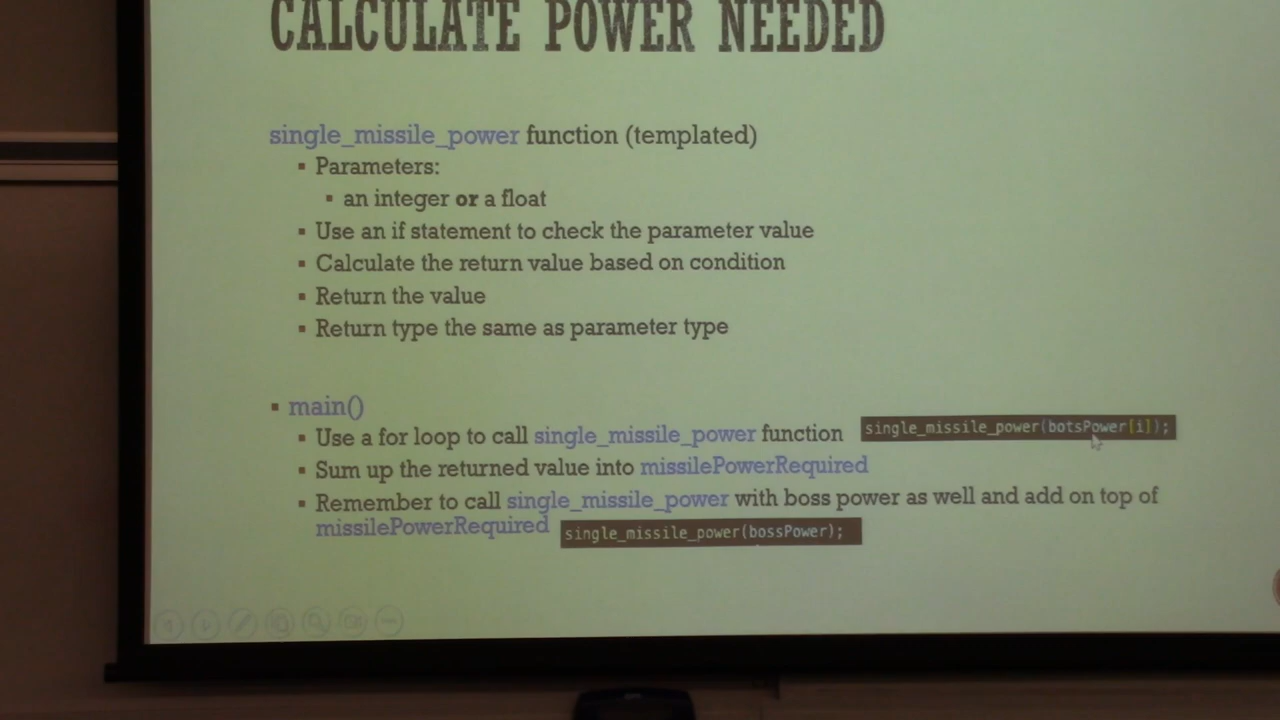 CALCULATE POWER NEEDED
single_missile_power function (templated)
▪ Parameters:
▪ an integer or a float
▪ Use an if statement to check the parameter value
▪ Calculate the return value based on condition
▪ Return the value
▪ Return type the same as parameter type
▪ main()
▪ Use a for loop to call single_missile_power function single_missile_power(botsPower[i]);
▪ Sum up the returned value into missilePowerRequired
▪ Remember to call single_missile_power with boss power as well and add on top of
missilePowerRequired single_missile_power(bossPower);